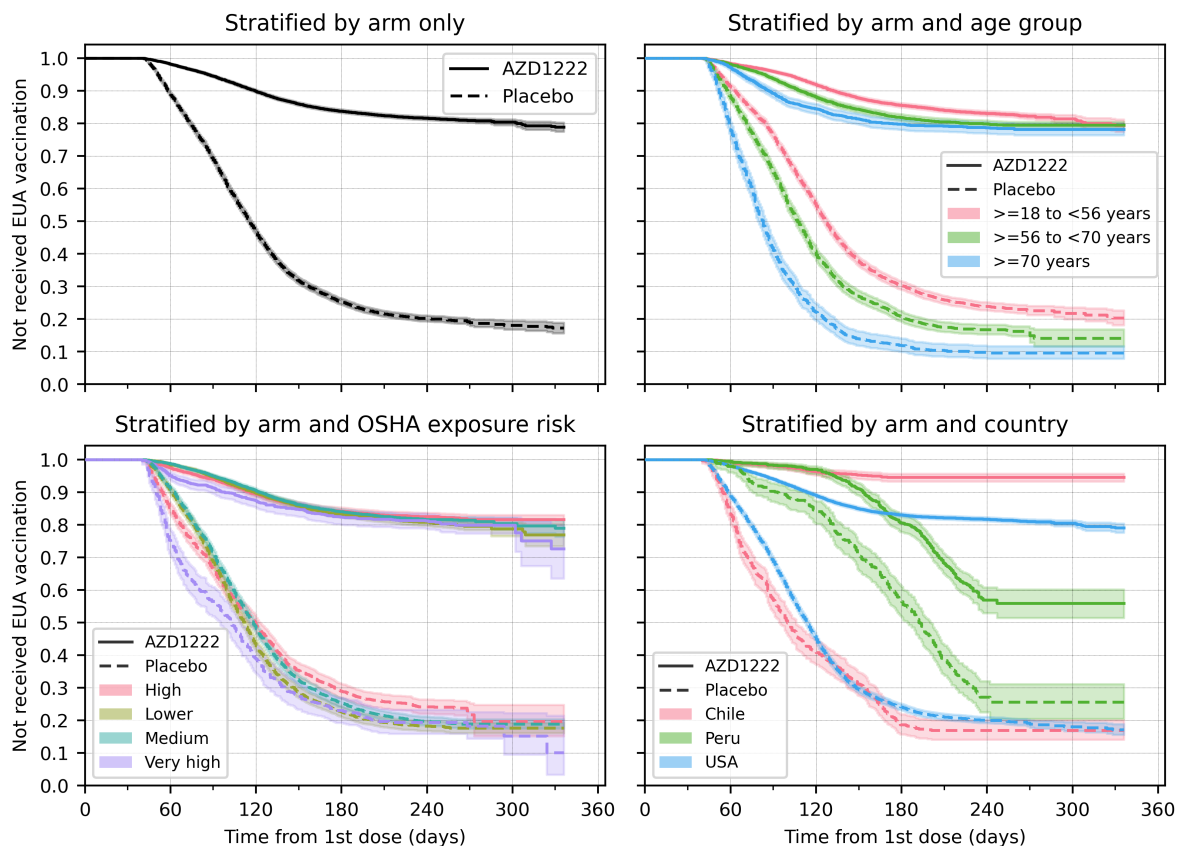 Stratified by arm only
Not received EUA vaccination
1.0
0.9
0.8
0.7
0.6
0.5
0.4
0.3
0.2
0.1
0.0
AZD1222
Placebo
Stratified by arm and age group
AZD1222
Placebo
>=18 to <56 years
>=56 to <70 years
>=70 years
Stratified by arm and OSHA exposure risk
Not received EUA vaccination
1.0
0.9
0.8
0.7
0.6
0.5
0.4
0.3
0.2
0.1
0.0
AZD1222
Placebo
High
Lower
Medium
Very high
0 60 120 180 240 300 360
Time from 1st dose (days)
Stratified by arm and country
AZD1222
Placebo
Chile
Peru
USA
0 60 120 180 240 300 360
Time from 1st dose (days)